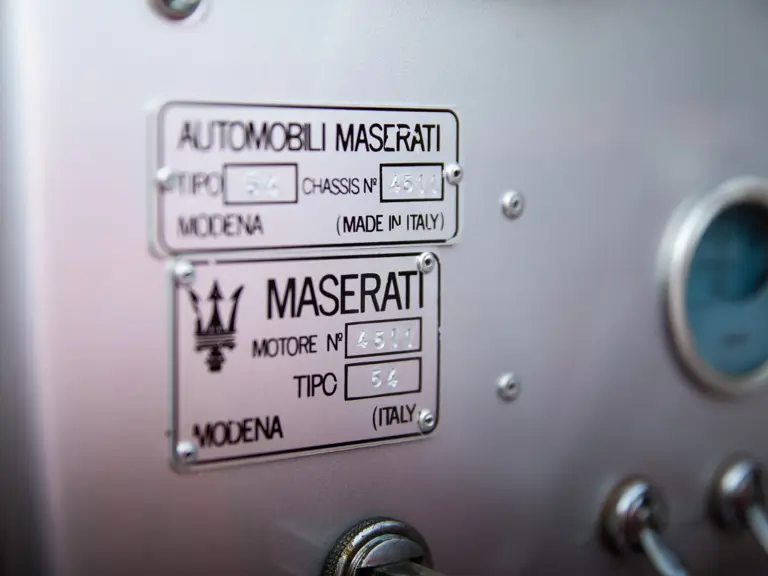 AUTOMOBILI MASERATI
TIPO 54 CHASSIS Nº 4511
MODENA (MADE IN ITALY)
MASERATI
MOTORE Nº 4511
TIPO 54
MODENA (ITALY